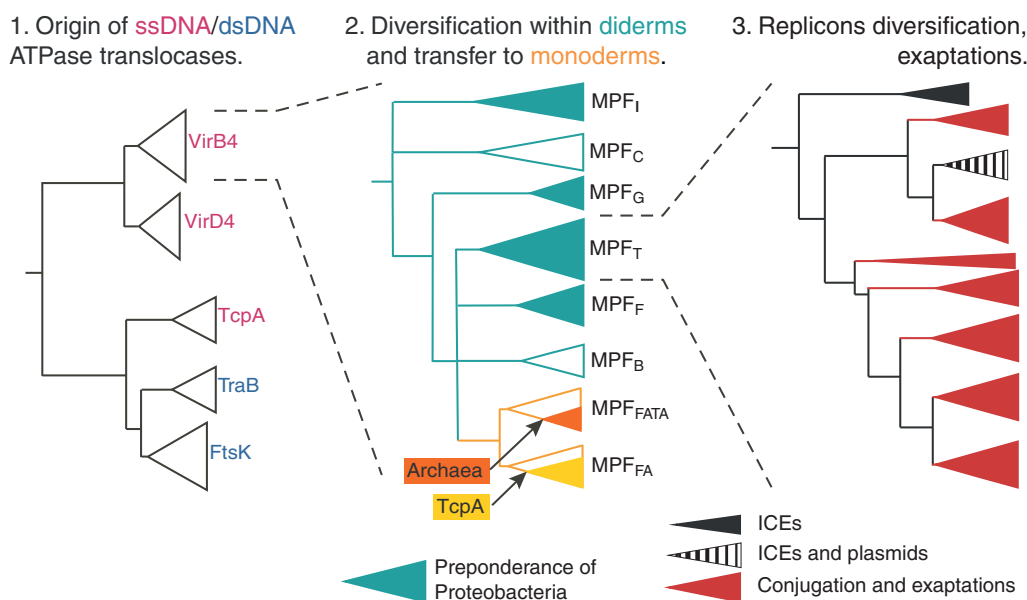 1. Origin of ssDNA/dsDNA
ATPase translocases.
VirB4
VirD4
TcpA
TraB
FtsK
2. Diversification within diderms
and transfer to monoderms.
MPFI
MPFC
MPFG
MPFT
MPFF
MPFB
MPFFATA
MPFFA
Archaea
TcpA
Preponderance of
Proteobacteria
3. Replicons diversification,
exaptations.
ICEs
ICEs and plasmids
Conjugation and exaptations